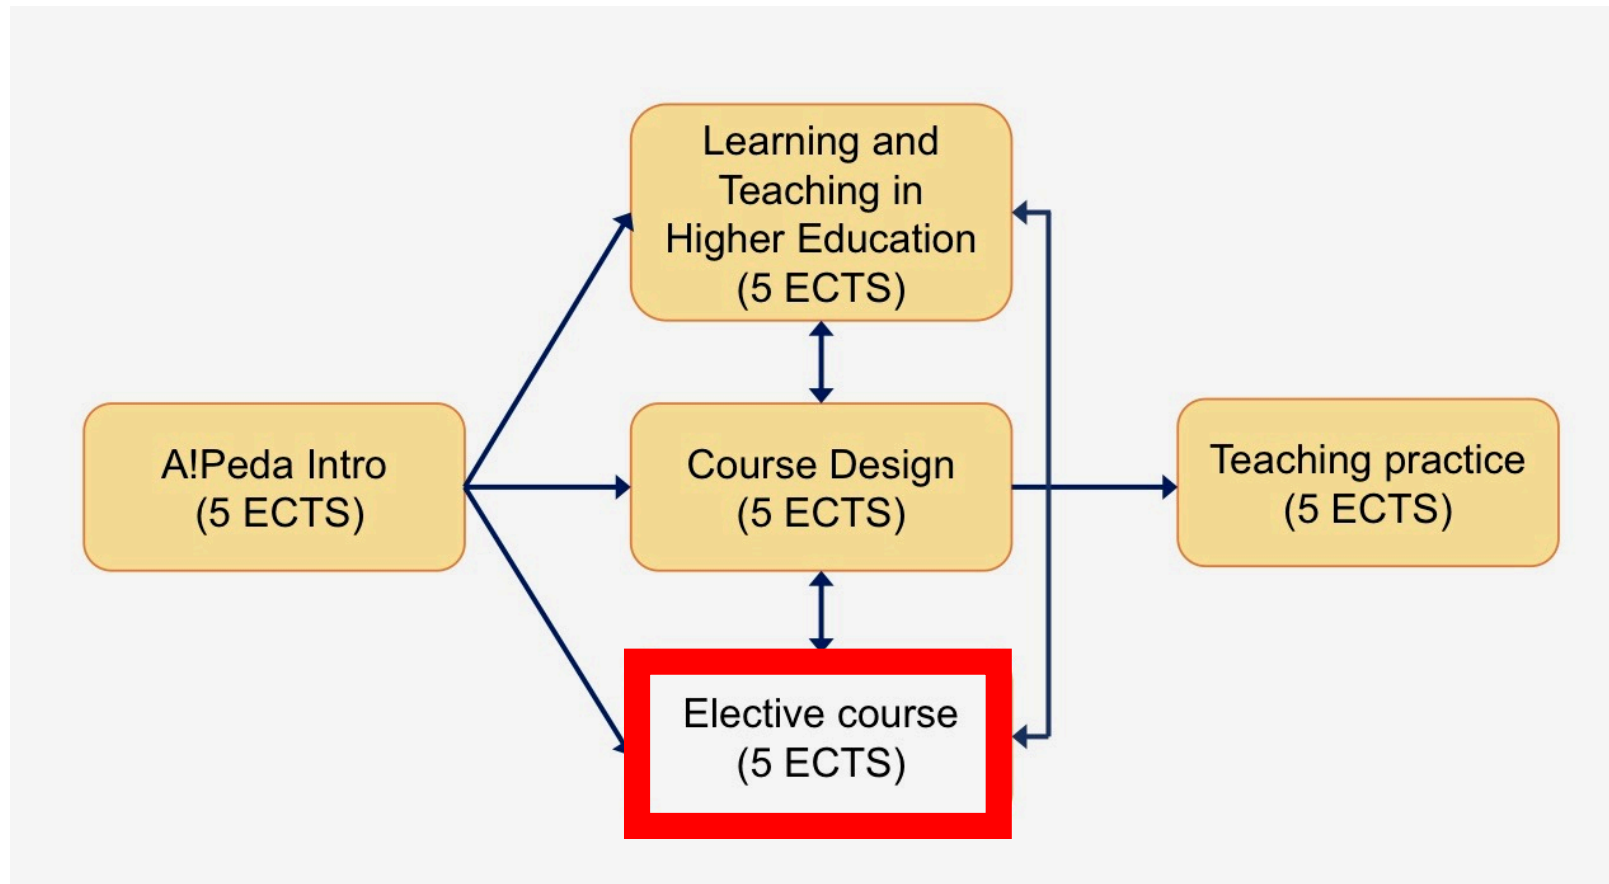 Learning and
Teaching in
Higher Education
(5 ECTS)
A!Peda Intro
(5 ECTS)
Course Design
(5 ECTS)
Teaching practice
(5 ECTS)
Elective course
(5 ECTS)